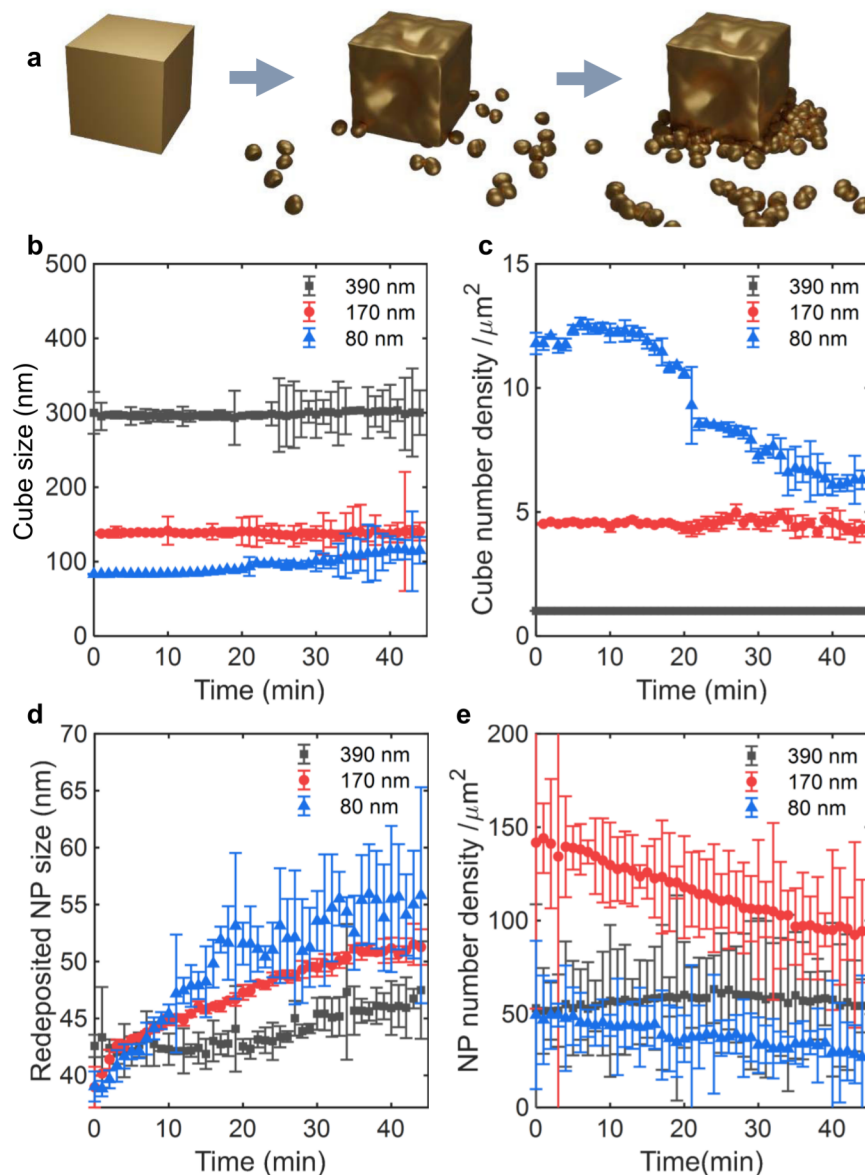 a
b
500
400
300
200
100
0
Cube size (nm)
390 nm
170 nm
80 nm
0 10 20 30 40
Time (min)
c
15
10
5
0
Cube number density /μm²
390 nm
170 nm
80 nm
0 10 20 30 40
Time (min)
d
70
65
60
55
50
45
40
Redeposited NP size (nm)
390 nm
170 nm
80 nm
0 10 20 30 40
Time (min)
e
200
150
100
50
0
NP number density /μm²
390 nm
170 nm
80 nm
0 10 20 30 40
Time(min)